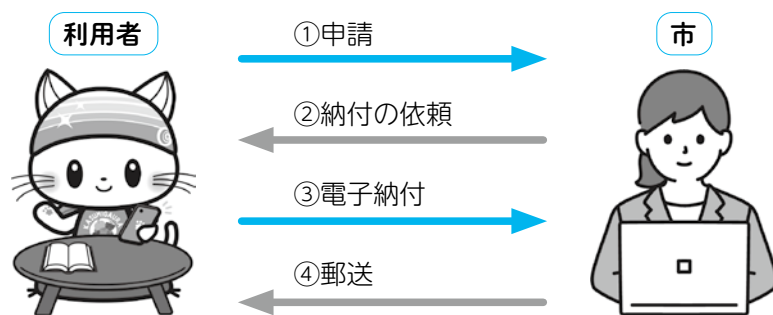 利用者
市
①申請
②納付の依頼
③電子納付
④郵送